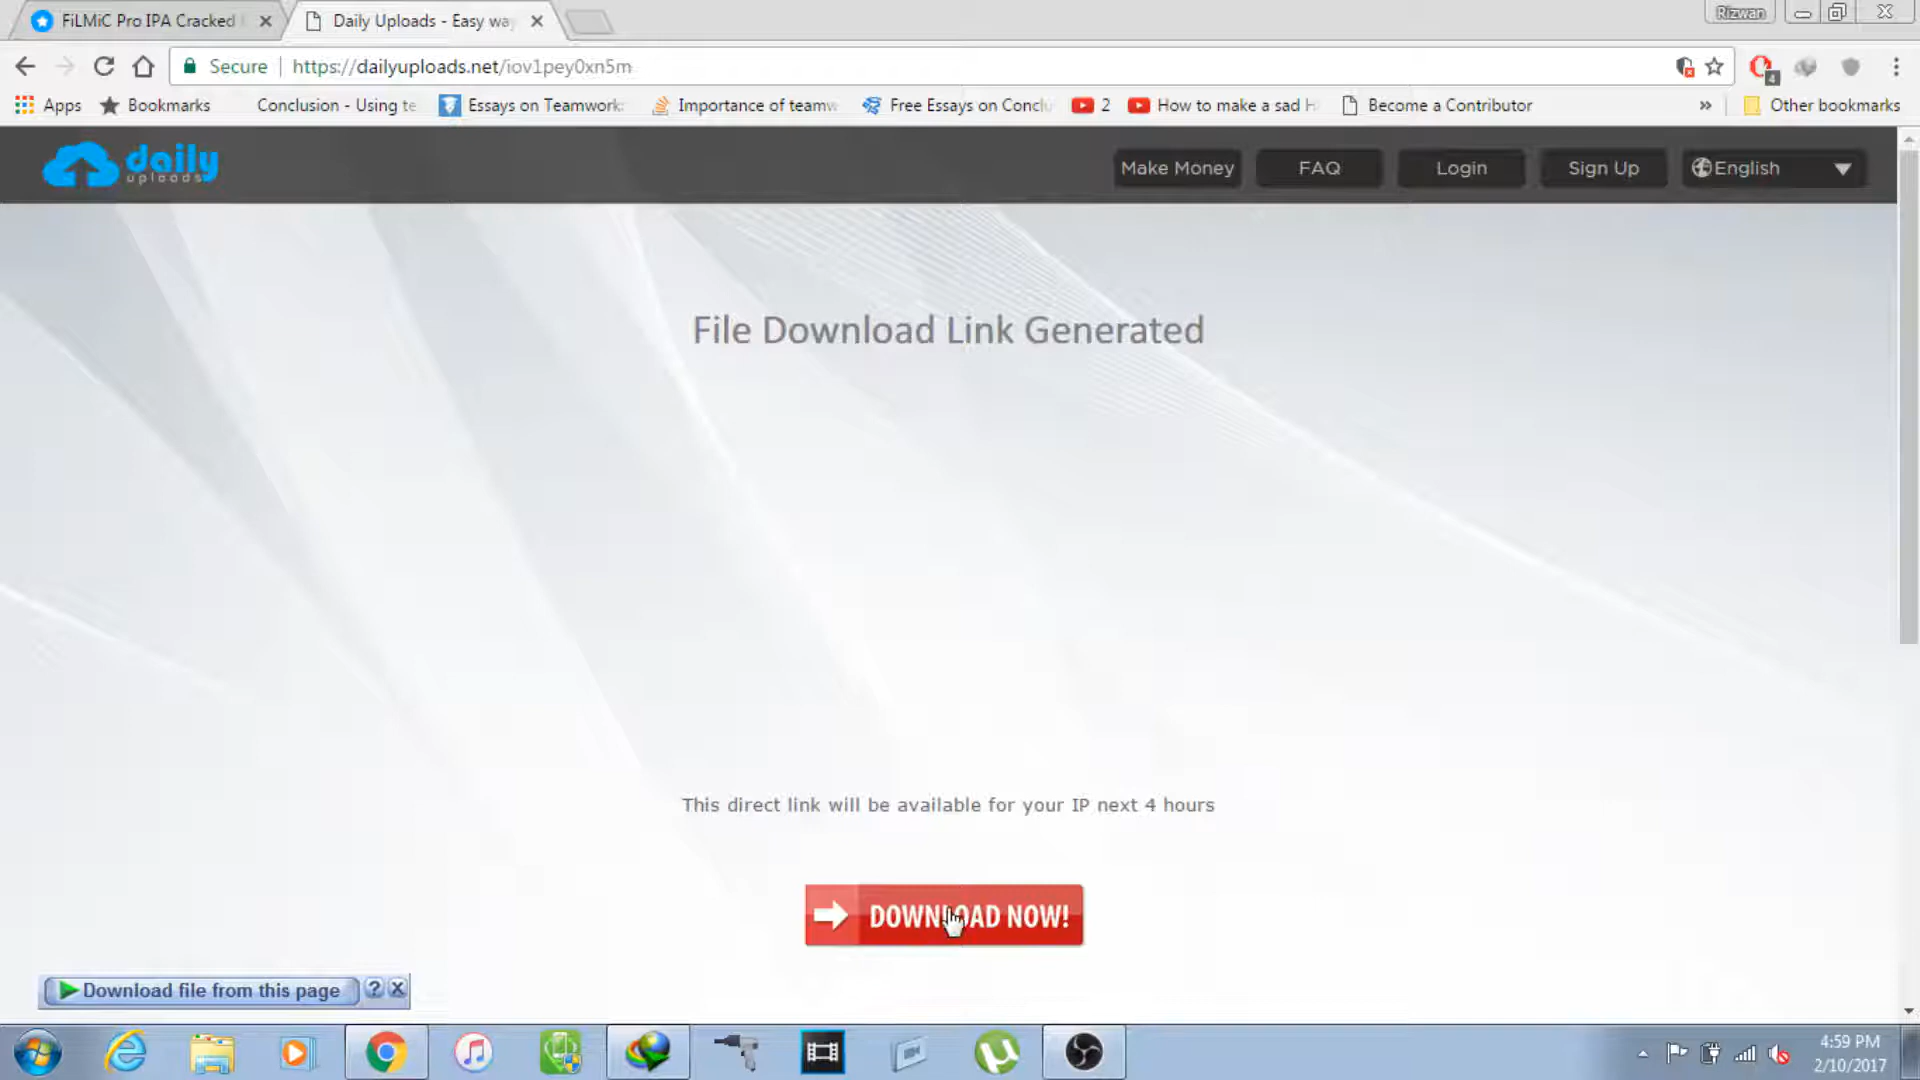 FiLMiC Pro IPA Cracked
Daily Uploads - Easy way
Rizwan
Secure
https://dailyuploads.net/iov1pey0xn5m
4
Apps
Bookmarks
Conclusion - Using te
Essays on Teamwork
Importance of teamw
Free Essays on Conclu
2
How to make a sad H
Become a Contributor
»
Other bookmarks
daily
uploads
Make Money
FAQ
Login
Sign Up
English
File Download Link Generated
This direct link will be available for your IP next 4 hours
DOWNLOAD NOW!
Download file from this page
?
4:59 PM
2/10/2017